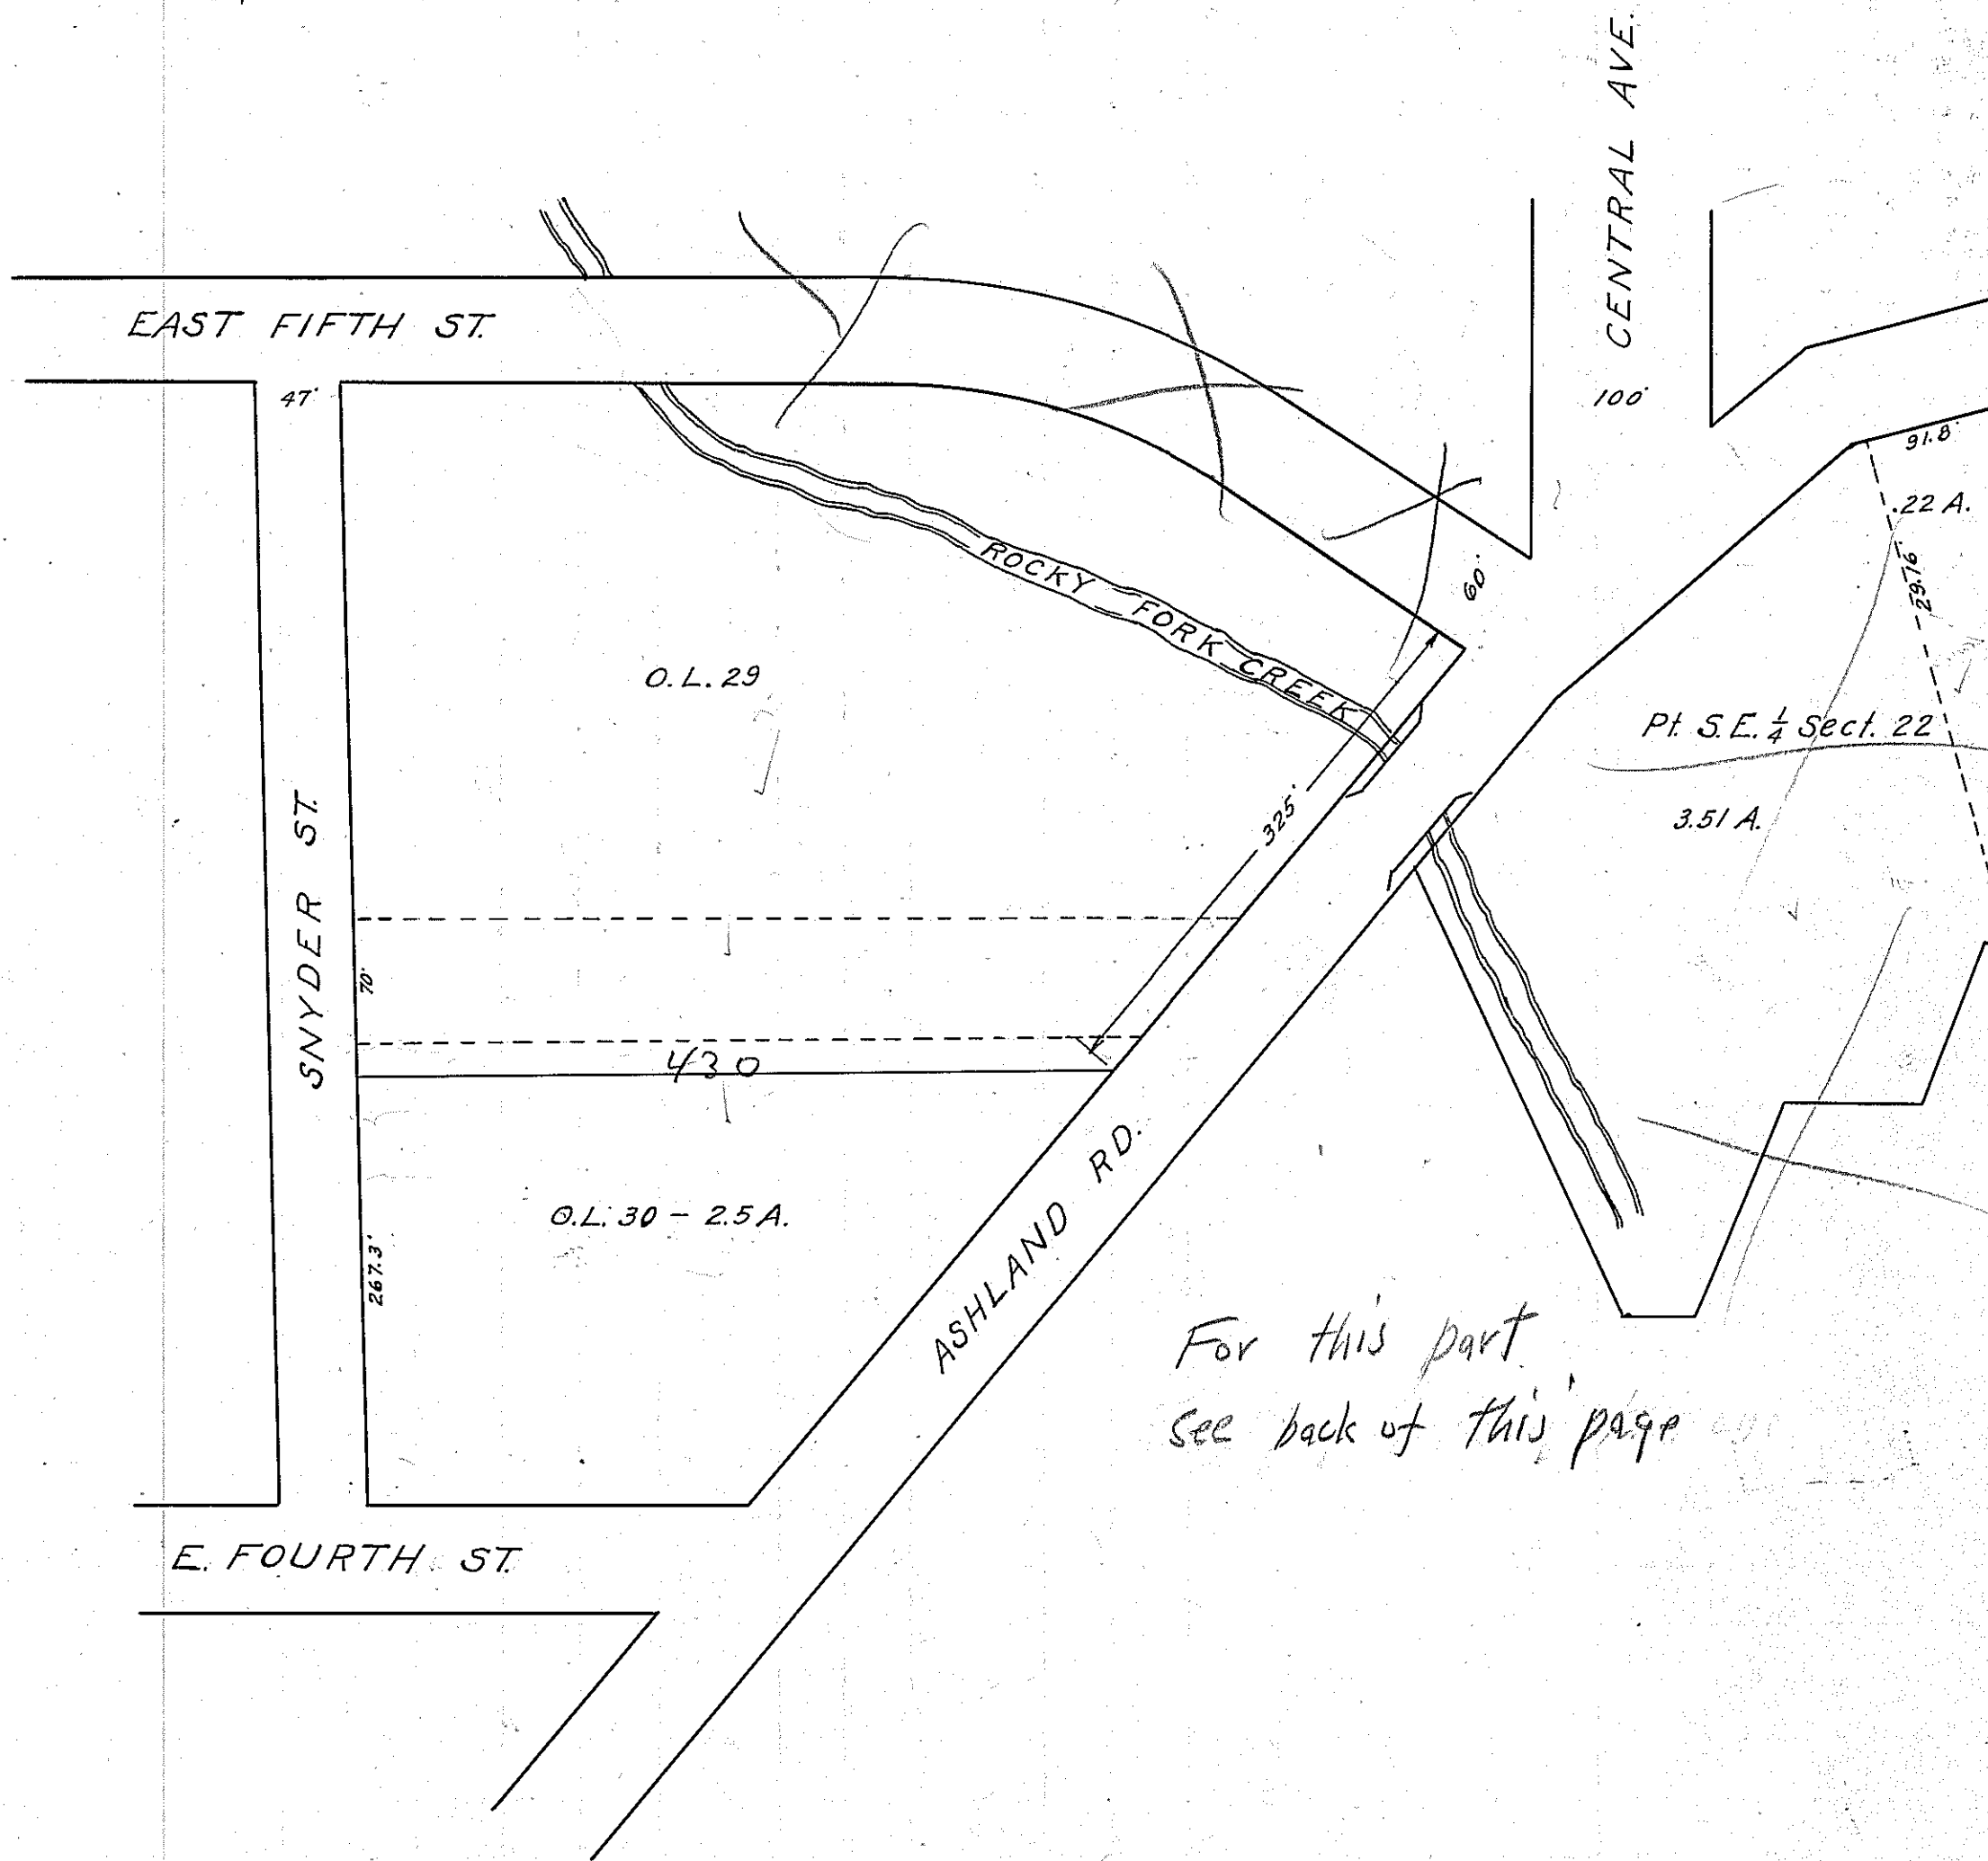 CENTRAL AVE.
EAST FIFTH ST.
47'
100'
91.8'
.22 A.
29.16'
ROCKY FORK CREEK
60'
O.L. 29
Pt. S.E. 1/4 Sect. 22
3.51 A.
325'
SNYDER ST.
70'
430
O.L. 30 - 2.5 A.
267.3'
ASHLAND RD.
For this part
see back of this page
E. FOURTH ST.